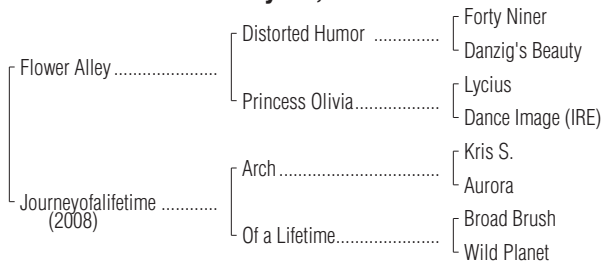 Distorted Humor ..............
Forty Niner
Danzig's Beauty
Flower Alley ......................
Princess Olivia..................
Lycius
Dance Image (IRE)
Arch ..................................
Kris S.
Aurora
Journeyofalifetime ............
(2008)
Of a Lifetime......................
Broad Brush
Wild Planet